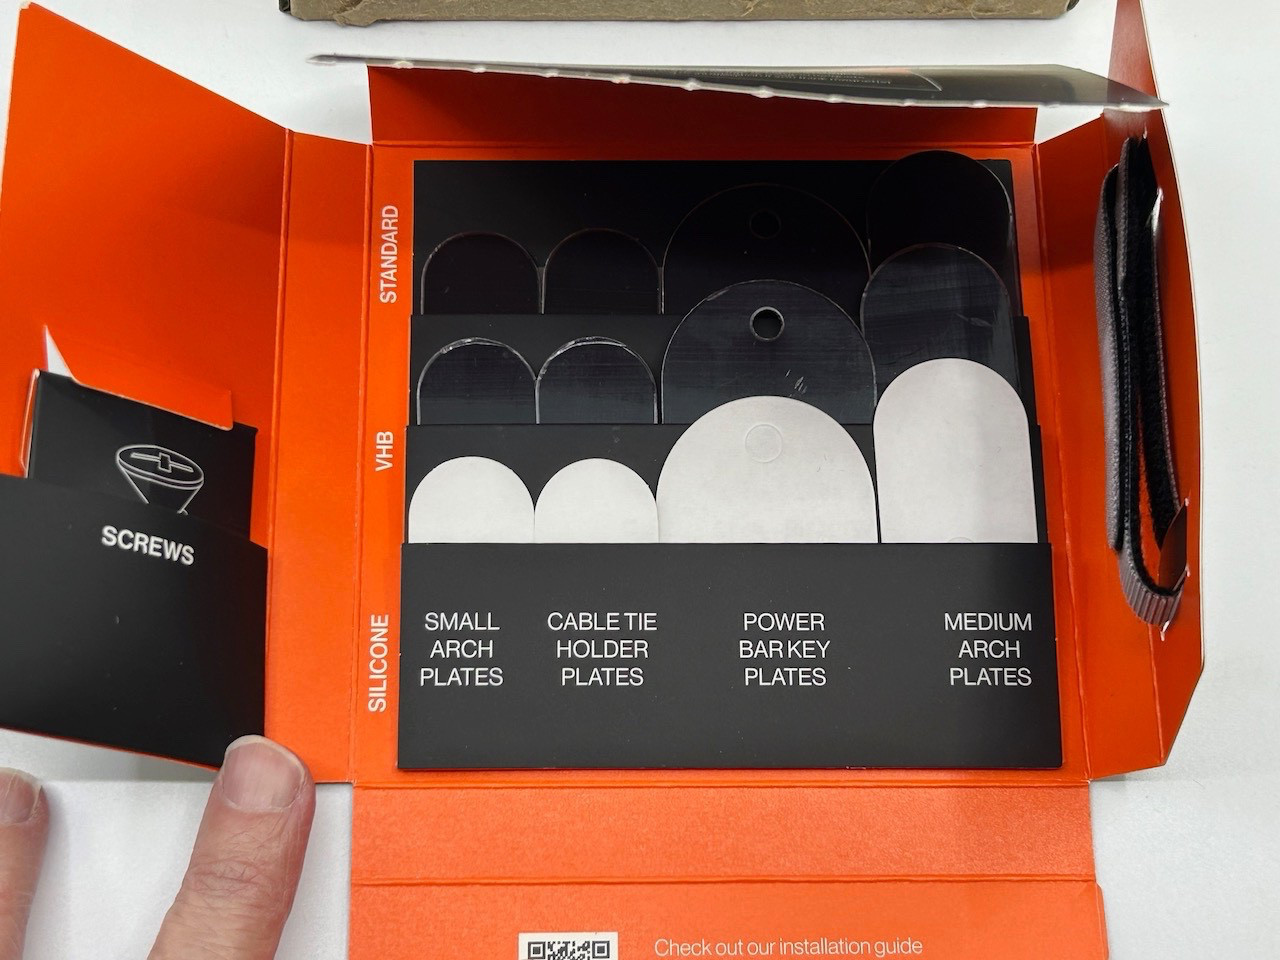 STANDARD
VHB
SILICONE
SCREWS
SMALL
ARCH
PLATES
CABLE TIE
HOLDER
PLATES
POWER
BAR KEY
PLATES
MEDIUM
ARCH
PLATES
Check out our installation guide